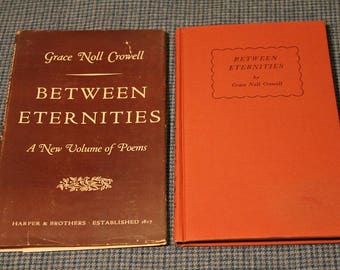 Grace Noll Crowell
BETWEEN
ETERNITIES
A New Volume of Poems
HARPER & BROTHERS · ESTABLISHED 1817
BETWEEN
ETERNITIES
by
Grace Noll Crowell